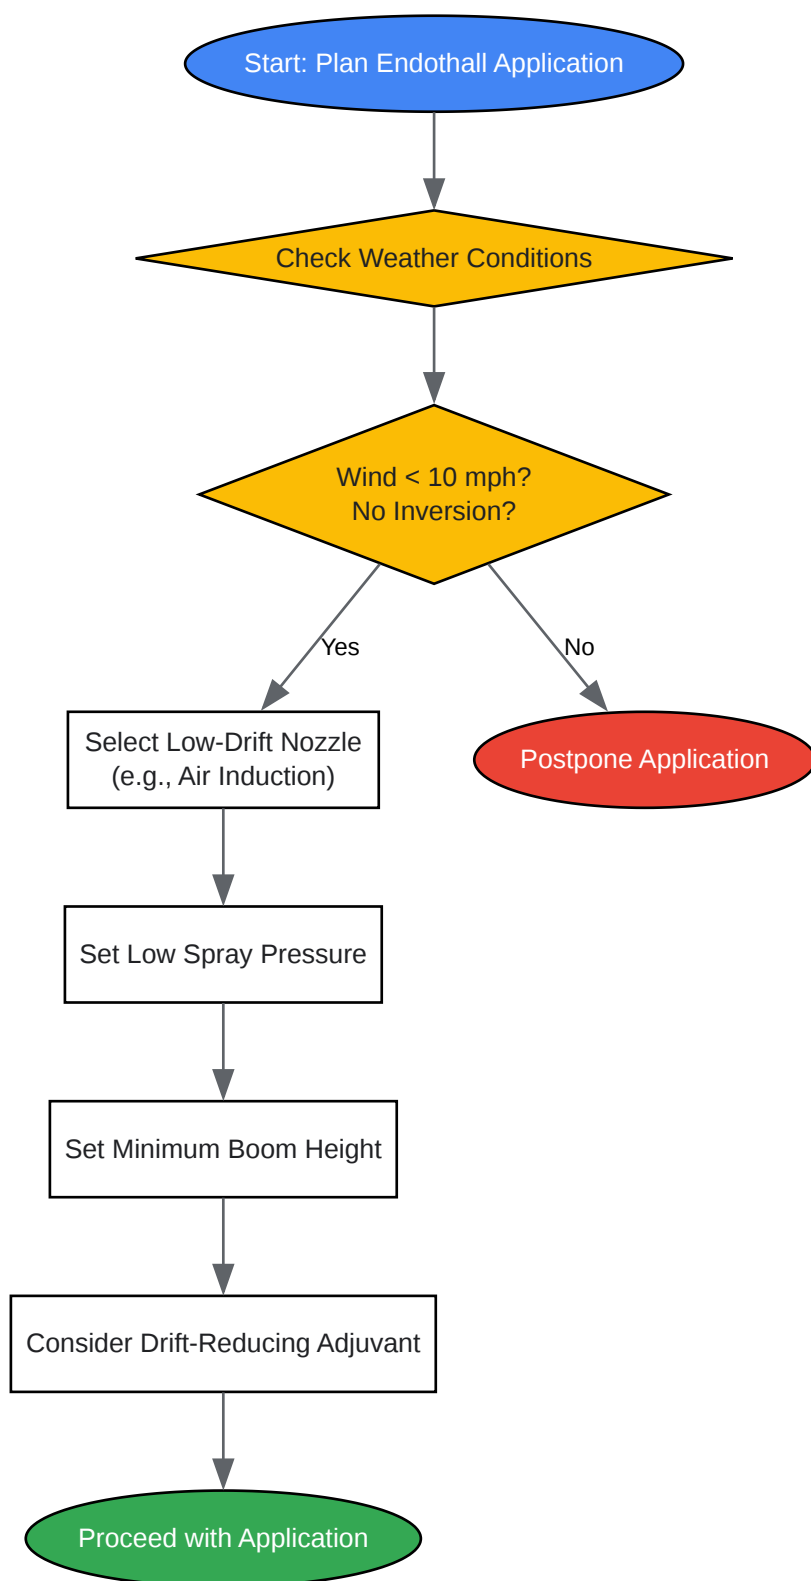 Start: Plan Endothall Application
Check Weather Conditions
Wind < 10 mph?
No Inversion?
Yes
No
Select Low-Drift Nozzle
(e.g., Air Induction)
Postpone Application
Set Low Spray Pressure
Set Minimum Boom Height
Consider Drift-Reducing Adjuvant
Proceed with Application